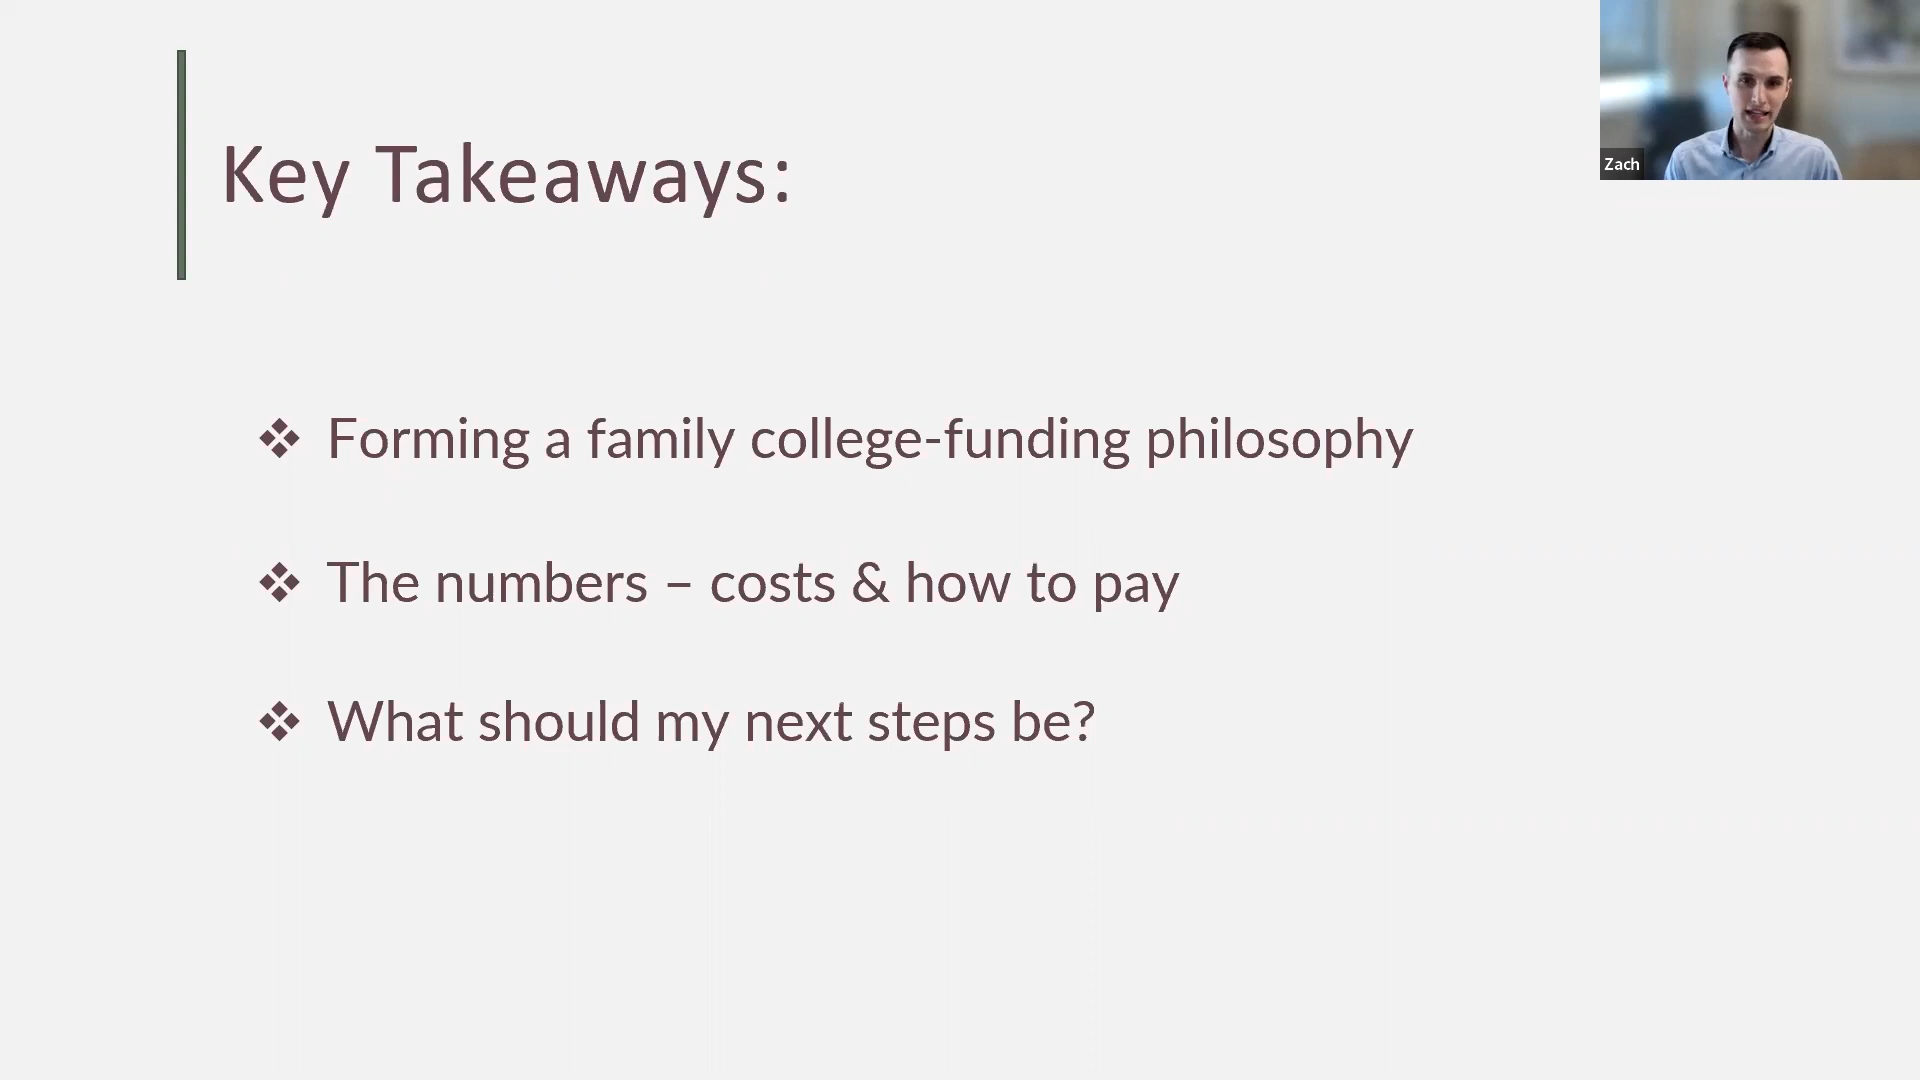 Key Takeaways:
Zach
❖ Forming a family college-funding philosophy
❖ The numbers – costs & how to pay
❖ What should my next steps be?